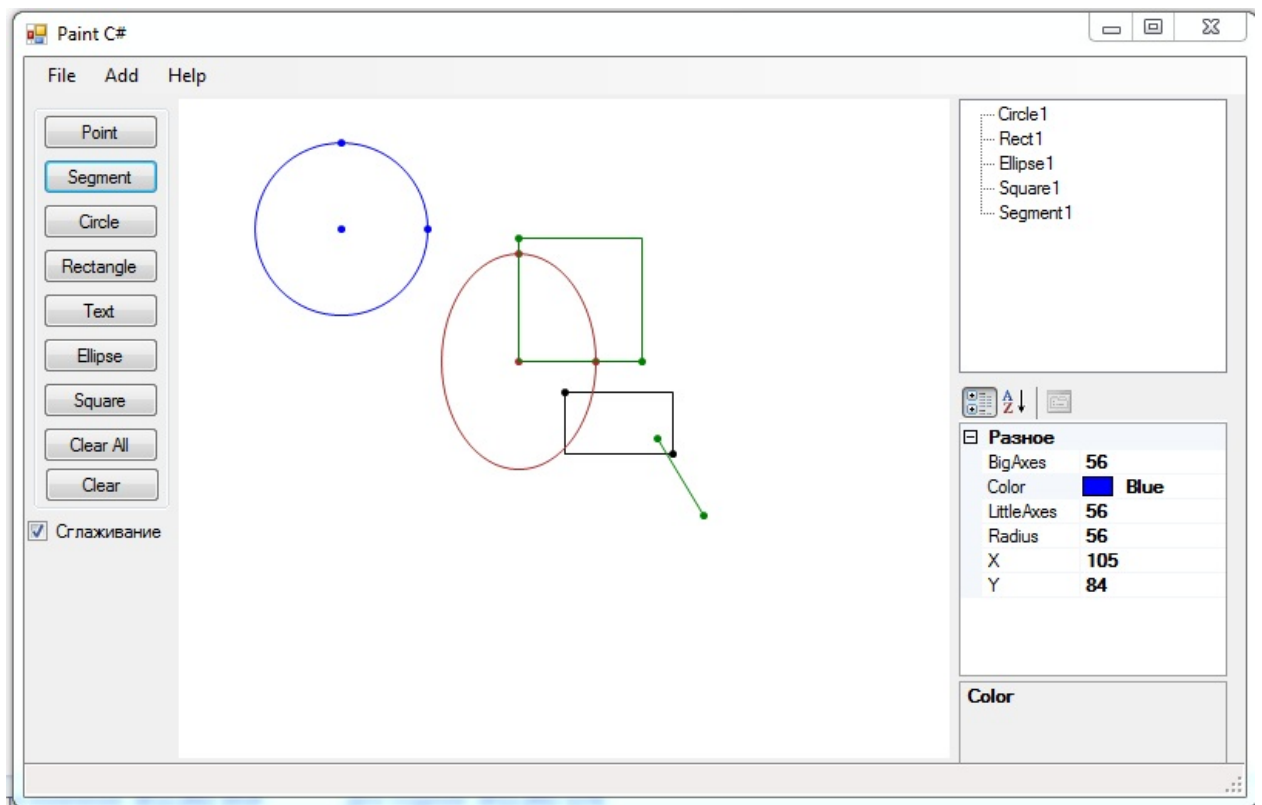 Paint C#
File Add Help
Point
Segment
Circle
Rectangle
Text
Ellipse
Square
Clear All
Clear
Сглаживание
Circle1
Rect1
Ellipse1
Square1
Segment1
Разное
BigAxes 56
Color Blue
LittleAxes 56
Radius 56
X 105
Y 84
Color